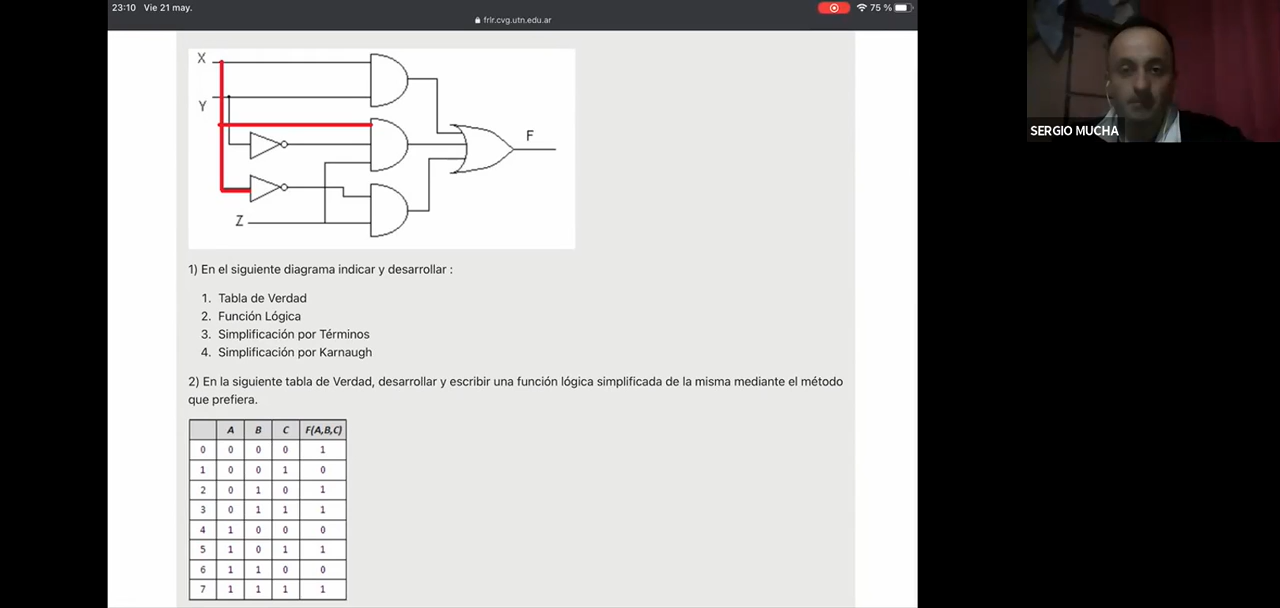 23:10 Vie 21 may.
75 %
frlr.cvg.utn.edu.ar
X
Y
F
Z
SERGIO MUCHA
1) En el siguiente diagrama indicar y desarrollar :
1. Tabla de Verdad
2. Función Lógica
3. Simplificación por Términos
4. Simplificación por Karnaugh
2) En la siguiente tabla de Verdad, desarrollar y escribir una función lógica simplificada de la misma mediante el método
que prefiera.
A B C F(A,B,C)
0 0 0 0 1
1 0 0 1 0
2 0 1 0 1
3 0 1 1 1
4 1 0 0 0
5 1 0 1 1
6 1 1 0 0
7 1 1 1 1